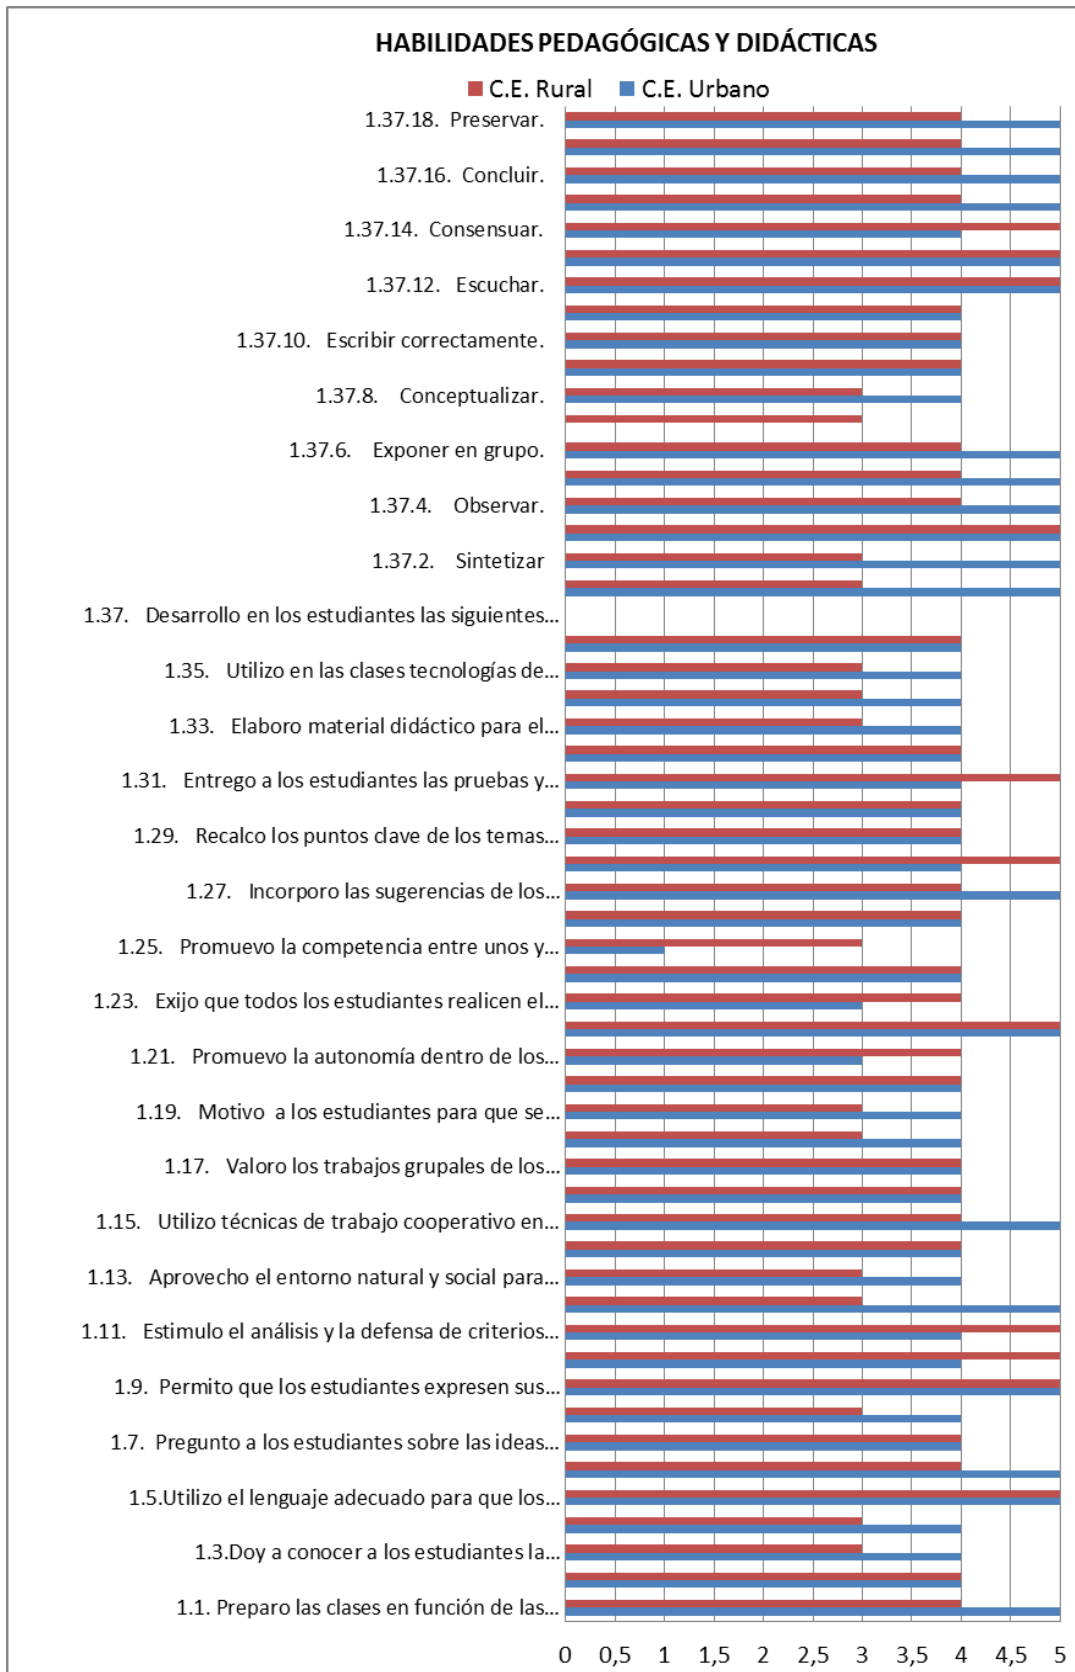 HABILIDADES PEDAGÓGICAS Y DIDÁCTICAS
C.E. Rural C.E. Urbano
1.37.18. Preservar.
1.37.16. Concluir.
1.37.14. Consensuar.
1.37.12. Escuchar.
1.37.10. Escribir correctamente.
1.37.8. Conceptualizar.
1.37.6. Exponer en grupo.
1.37.4. Observar.
1.37.2. Sintetizar
1.37. Desarrollo en los estudiantes las siguientes...
1.35. Utilizo en las clases tecnologías de...
1.33. Elaboro material didáctico para el...
1.31. Entrego a los estudiantes las pruebas y...
1.29. Recalco los puntos clave de los temas...
1.27. Incorporo las sugerencias de los...
1.25. Promuevo la competencia entre unos y...
1.23. Exijo que todos los estudiantes realicen el...
1.21. Promuevo la autonomía dentro de los...
1.19. Motivo a los estudiantes para que se...
1.17. Valoro los trabajos grupales de los...
1.15. Utilizo técnicas de trabajo cooperativo en...
1.13. Aprovecho el entorno natural y social para...
1.11. Estimulo el análisis y la defensa de criterios...
1.9. Permito que los estudiantes expresen sus...
1.7. Pregunto a los estudiantes sobre las ideas...
1.5.Utilizo el lenguaje adecuado para que los...
1.3.Doy a conocer a los estudiantes la...
1.1. Preparo las clases en función de las...
0 0,5 1 1,5 2 2,5 3 3,5 4 4,5 5